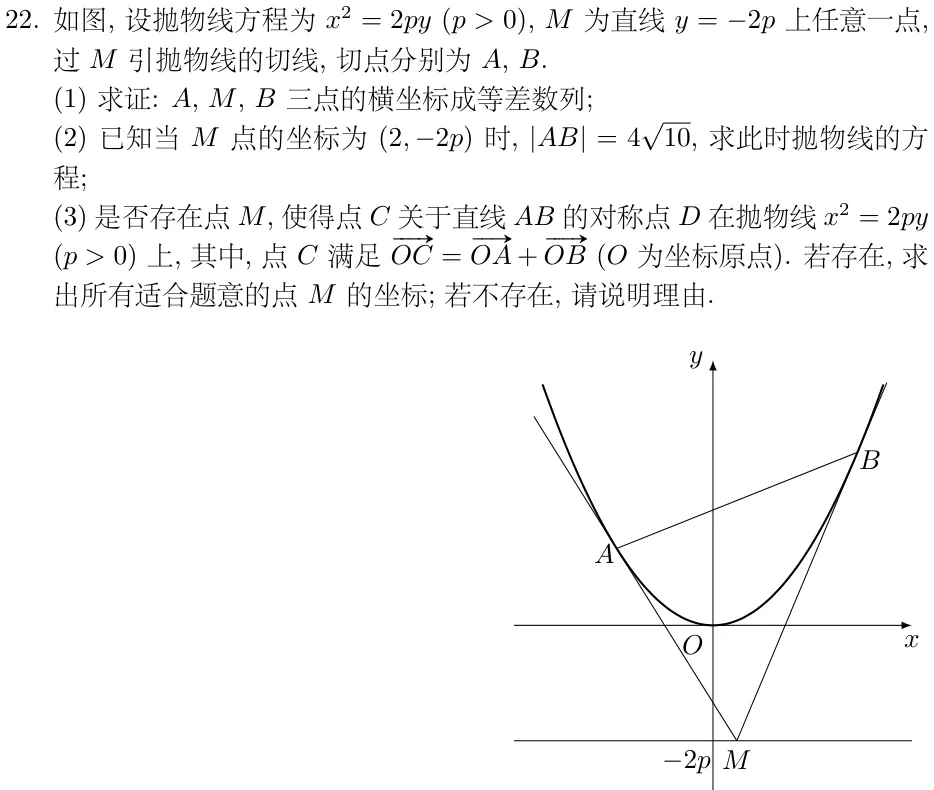 22. 如图, 设抛物线方程为 x² = 2py (p > 0), M 为直线 y = −2p 上任意一点,
过 M 引抛物线的切线, 切点分别为 A, B.
(1) 求证: A, M, B 三点的横坐标成等差数列;
(2) 已知当 M 点的坐标为 (2, −2p) 时, |AB| = 4√10, 求此时抛物线的方
程;
(3) 是否存在点 M, 使得点 C 关于直线 AB 的对称点 D 在抛物线 x² = 2py
(p > 0) 上, 其中, 点 C 满足 \overrightarrow{OC} = \overrightarrow{OA} + \overrightarrow{OB} (O 为坐标原点). 若存在, 求
出所有适合题意的点 M 的坐标; 若不存在, 请说明理由.
y
B
A
O
x
−2p M